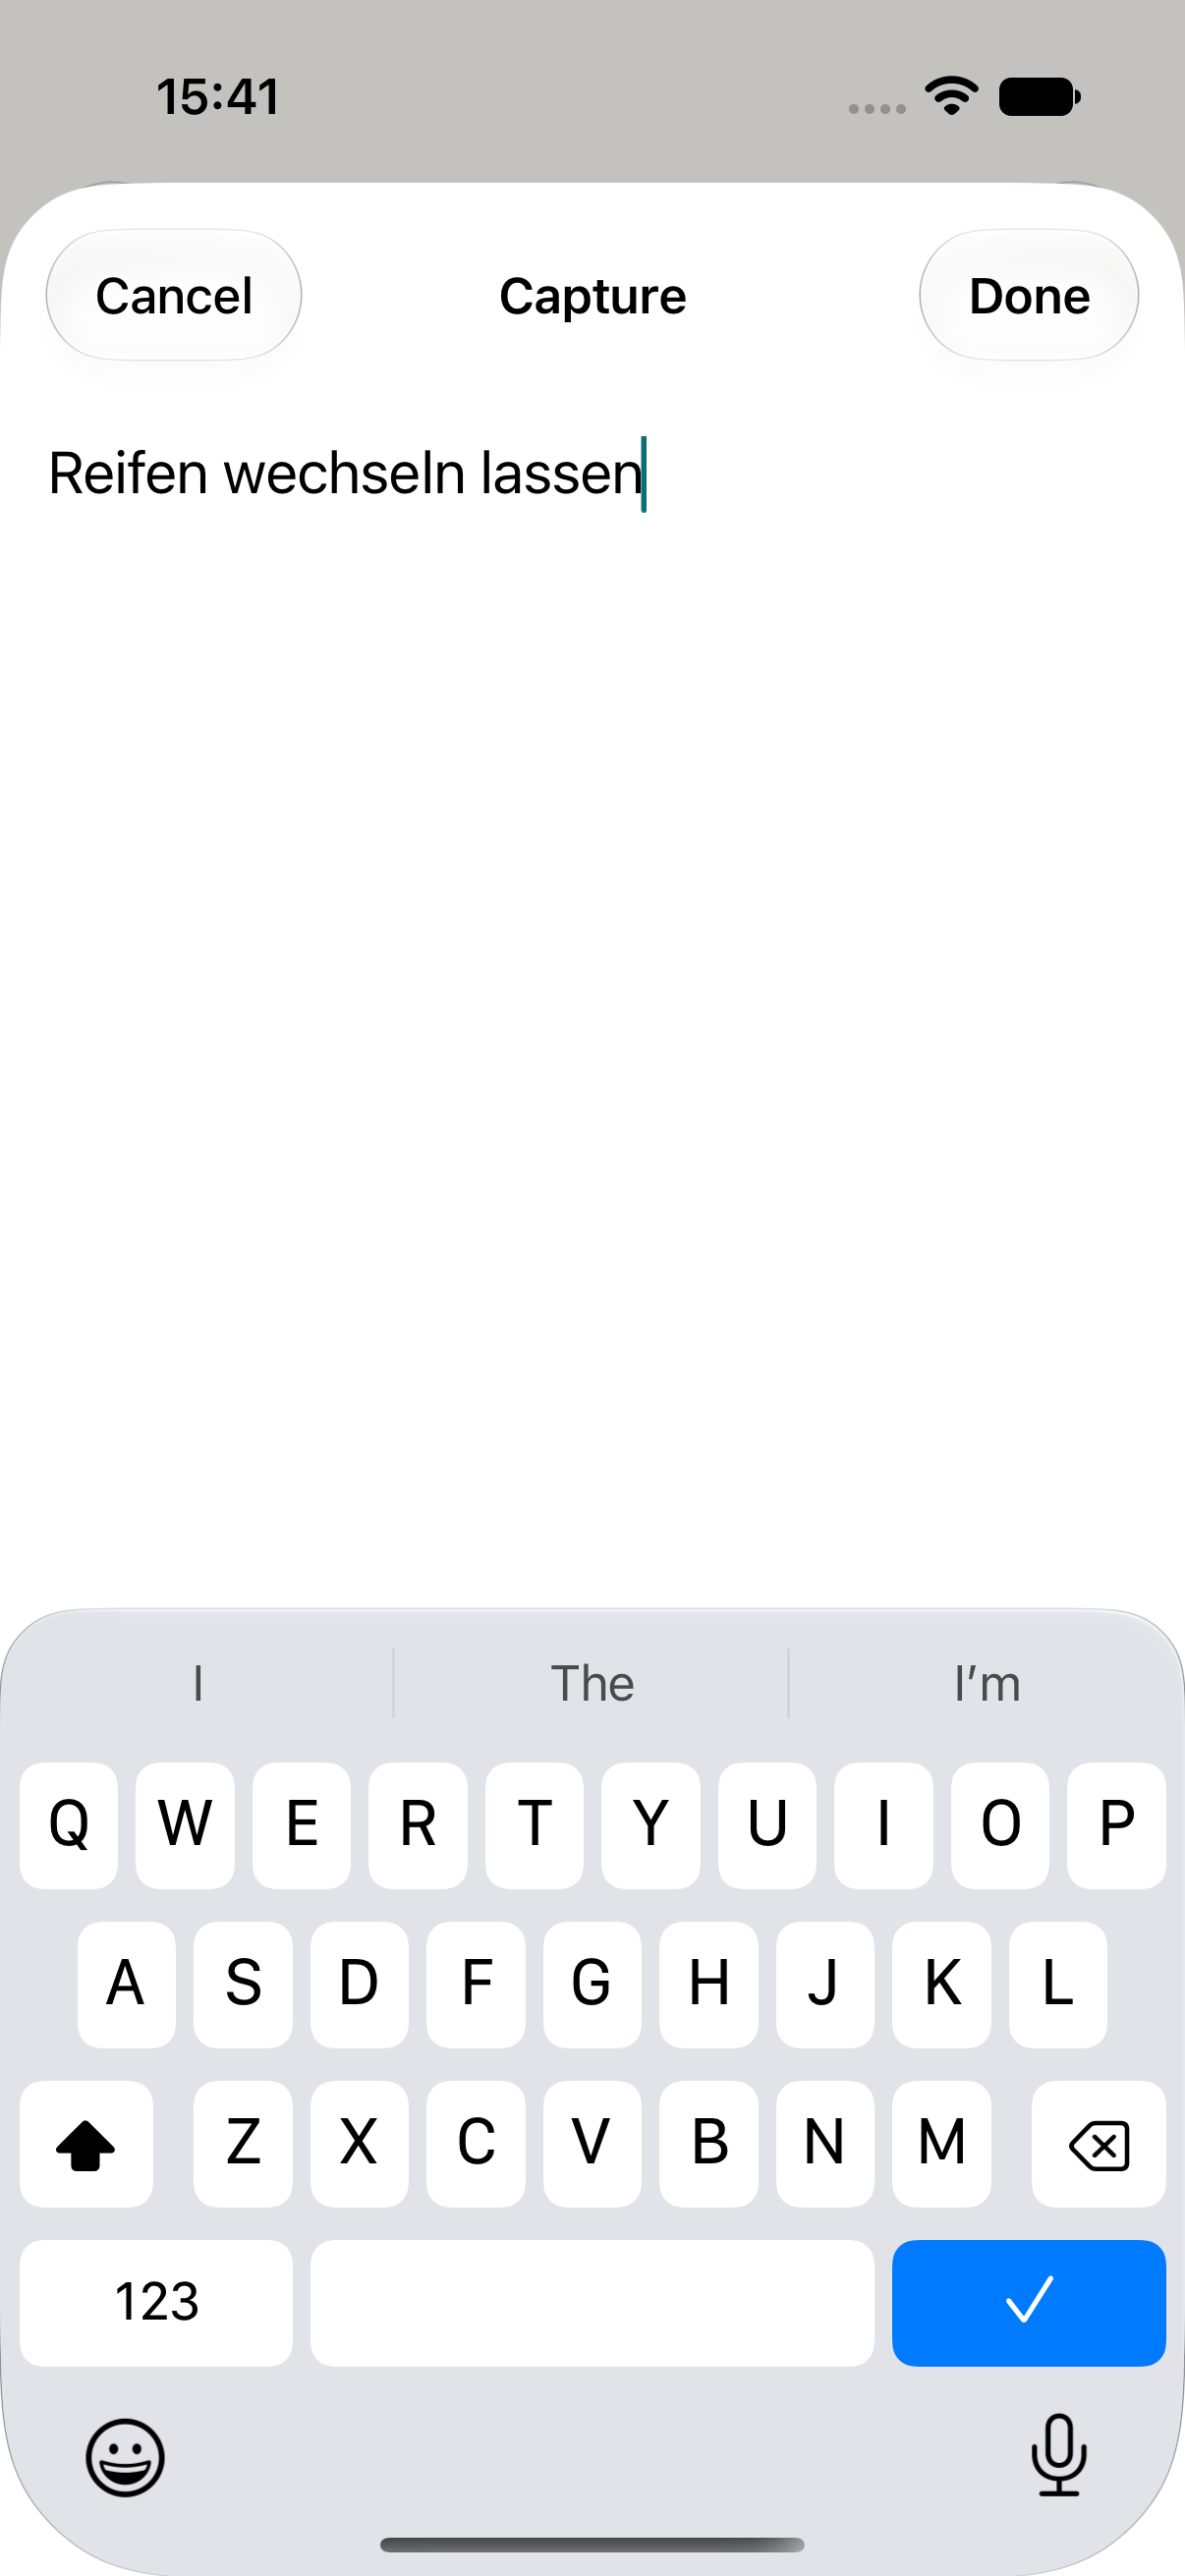 15:41
Cancel Capture Done
Reifen wechseln lassen
I The I’m
Q W E R T Y U I O P
A S D F G H J K L
Z X C V B N M
123